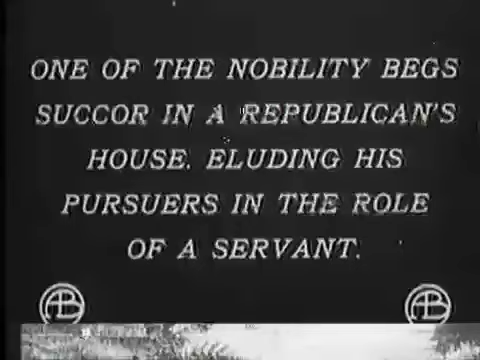 ONE OF THE NOBILITY BEGS
SUCCOR IN A REPUBLICAN'S
HOUSE. ELUDING HIS
PURSUERS IN THE ROLE
OF A SERVANT.
AB AB